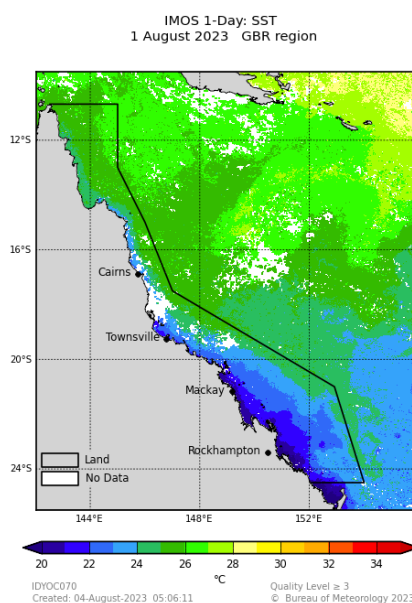 IMOS 1-Day: SST
1 August 2023 GBR region
12°S
16°S
Cairns
Townsville
20°S
Mackay
Rockhampton
Land
24°S
No Data
144°E 148°E 152°E
20 22 24 26 28 30 32 34
°C
IDYOC070 Quality Level ≥ 3
Created: 04-August-2023 05:06:11 © Bureau of Meteorology 2023